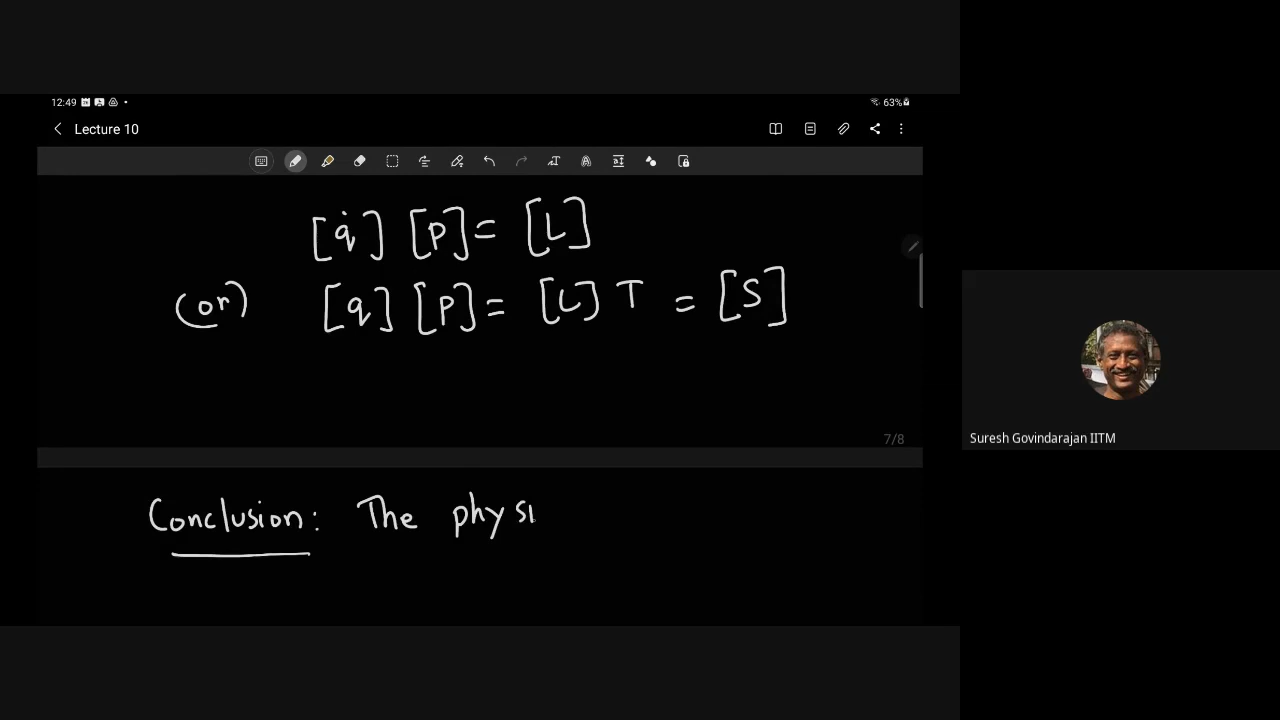 12:49
63%
Lecture 10
[q̇] [p] = [L]
(or) [q] [p] = [L] T = [S]
7/8
Conclusion: The physi
Suresh Govindarajan IITM